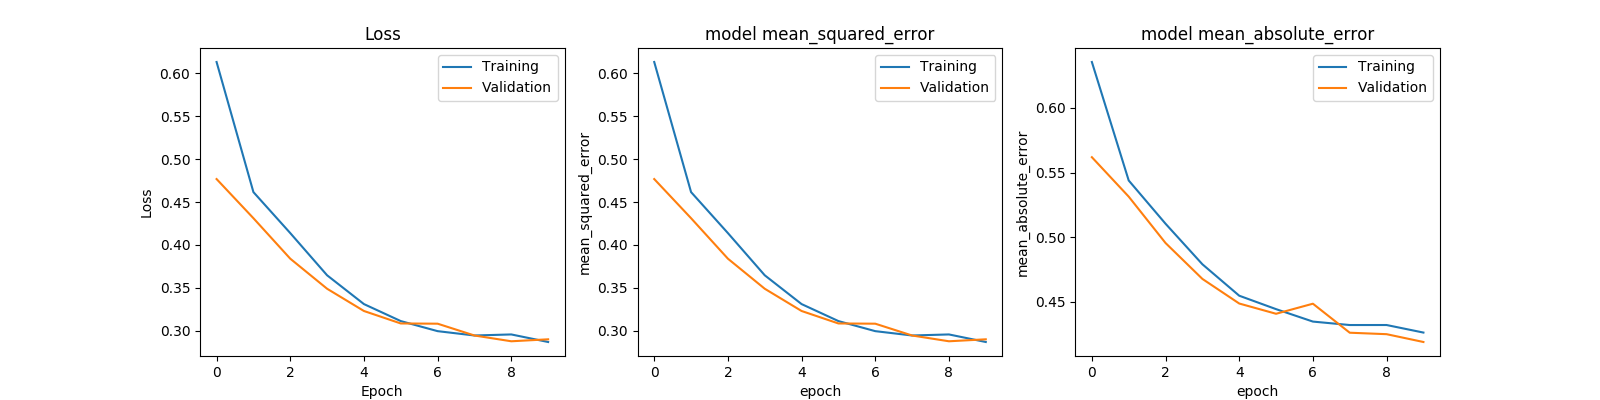 Loss
Training
Validation
0.60
0.55
0.50
0.45
0.40
0.35
0.30
Loss
0 2 4 6 8
Epoch
model mean_squared_error
Training
Validation
0.60
0.55
0.50
0.45
0.40
0.35
0.30
mean_squared_error
0 2 4 6 8
epoch
model mean_absolute_error
Training
Validation
0.60
0.55
0.50
0.45
mean_absolute_error
0 2 4 6 8
epoch